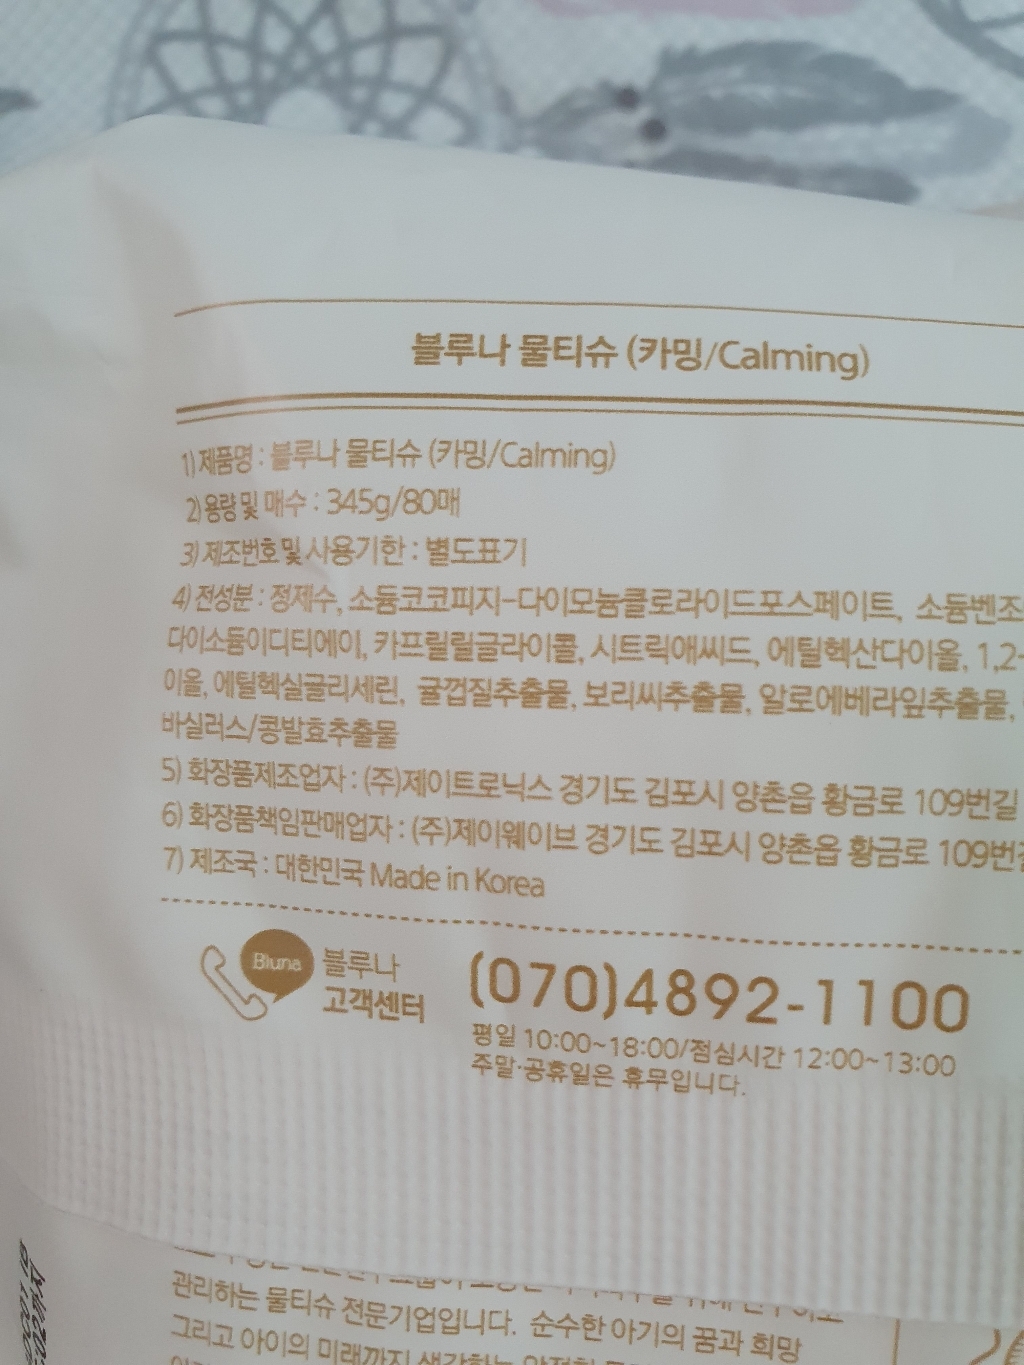 블루나 물티슈 (카밍/Calming)
1) 제품명 : 블루나 물티슈 (카밍/Calming)
2) 용량 및 매수 : 345g/80매
3) 제조번호 및 사용기한 : 별도표기
4) 전성분 : 정제수, 소듐코코피지-다이모늄클로라이드포스페이트, 소듐벤조
다이소듐이디티에이, 카프릴릴글라이콜, 시트릭애씨드, 에틸헥산다이올, 1,2-
이올, 에틸헥실글리세린, 귤껍질추출물, 보리씨추출물, 알로에베라잎추출물,
바실러스/콩발효추출물
5) 화장품제조업자 : (주)제이트로닉스 경기도 김포시 양촌읍 황금로 109번길
6) 화장품책임판매업자 : (주)제이웨이브 경기도 김포시 양촌읍 황금로 109번길
7) 제조국 : 대한민국 Made in Korea
Bluna 블루나
고객센터
(070)4892-1100
평일 10:00~18:00/점심시간 12:00~13:00
주말·공휴일은 휴무입니다.
관리하는 물티슈 전문기업입니다. 순수한 아기의 꿈과 희망
그리고 아이의 미래까지 생각하는